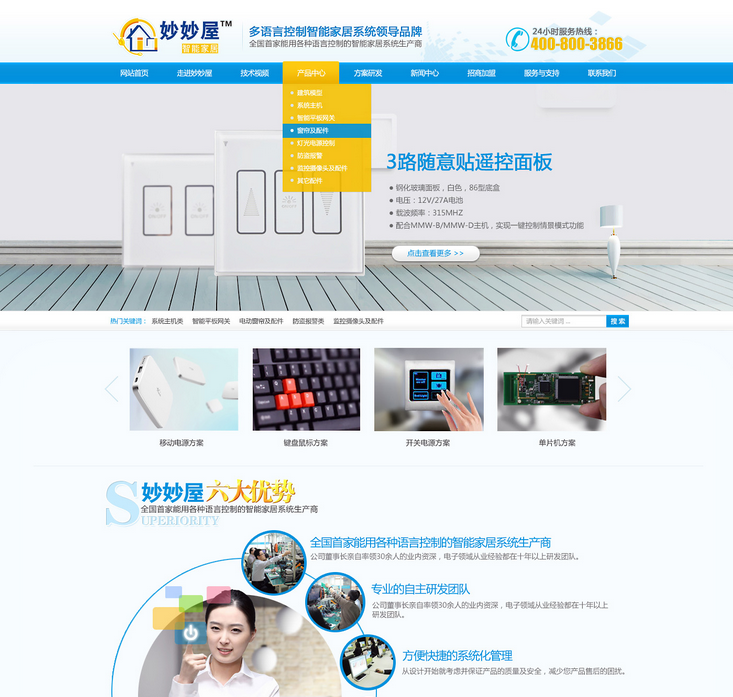 妙妙屋™
智能家居
多语言控制智能家居系统领导品牌
全国首家能用各种语言控制的智能家居系统生产商
24小时服务热线：
400-800-3866
网站首页 走进妙妙屋 技术视频 产品中心 方案研发 新闻中心 招商加盟 服务与支持 联系我们
建筑模型
系统主机
智能平板网关
窗帘及配件
灯光电源控制
防盗报警
监控摄像头及配件
其它配件
3路随意贴遥控面板
● 钢化玻璃面板，白色，86型底盒
● 电压：12V/27A电池
● 载波频率：315MHZ
● 配合MMW-B/MMW-D主机，实现一键控制情景模式功能
点击查看更多 >>
热门关键词： 系统主机类 智能平板网关 电动窗帘及配件 防盗报警类 监控摄像头及配件
请输入关键词 ... 搜 索
移动电源方案 键盘鼠标方案 开关电源方案 单片机方案
妙妙屋 六大优势
全国首家能用各种语言控制的智能家居系统生产商
SUPERIORITY
全国首家能用各种语言控制的智能家居系统生产商
公司董事长亲自率领30余人的业内资深，电子领域从业经验都在十年以上研发团队。
专业的自主研发团队
公司董事长亲自率领30余人的业内资深，电子领域从业经验都在十年以上
研发团队。
方便快捷的系统化管理
从设计开始就考虑并保证产品的质量及安全，减少您产品售后的困扰。